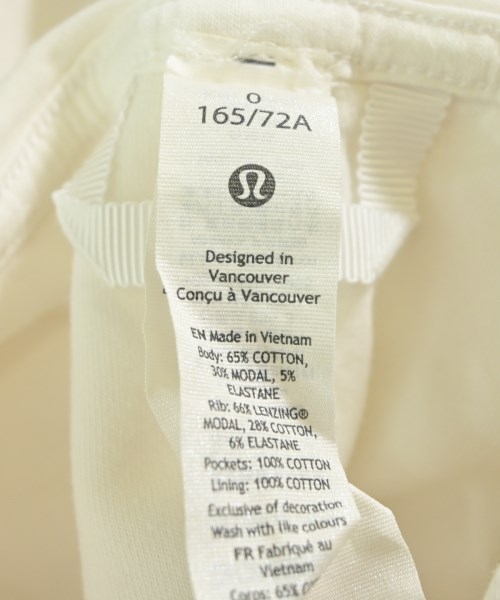 0
165/72A
Designed in
Vancouver
Conçu à Vancouver
EN Made in Vietnam
Body: 65% COTTON,
30% MODAL, 5%
ELASTANE
Rib: 66% LENZING®
MODAL, 28% COTTON,
6% ELASTANE
Pockets: 100% COTTON
Lining: 100% COTTON
Exclusive of decoration
Wash with like colours
FR Fabriqué au
Vietnam
Corps: 65%